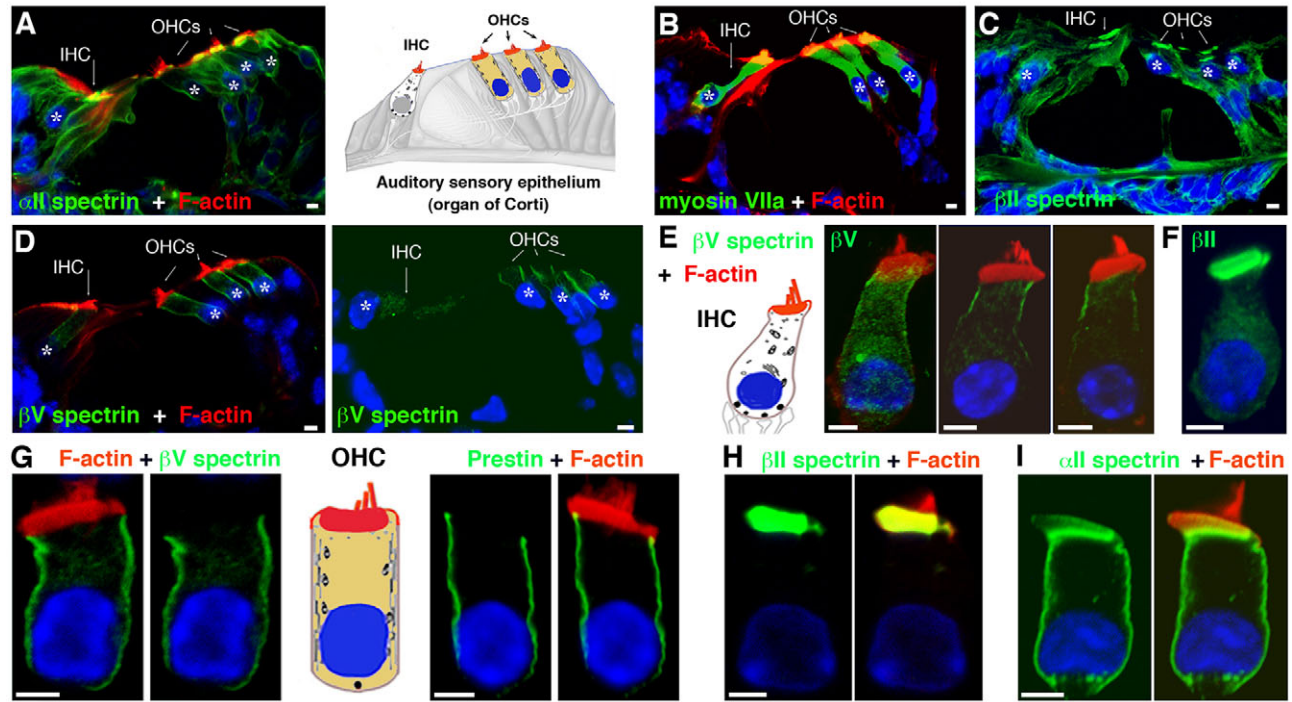 A
OHCs
IHC
αII spectrin + F-actin
OHCs
IHC
Auditory sensory epithelium
(organ of Corti)
B
OHCs
IHC
myosin VIIa + F-actin
C
IHC
OHCs
βII spectrin
D
OHCs
IHC
βV spectrin + F-actin
OHCs
IHC
βV spectrin
E
βV spectrin
+ F-actin
IHC
βV
F
βII
G
F-actin + βV spectrin
OHC
Prestin + F-actin
H
βII spectrin + F-actin
I
αII spectrin + F-actin